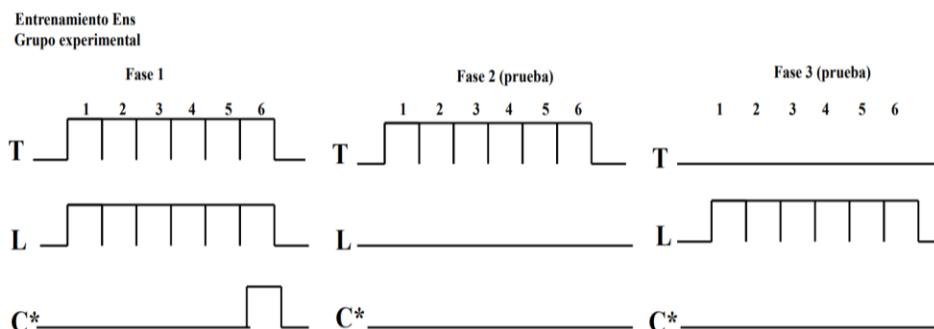 Entrenamiento Ens
Grupo experimental
Fase 1
1 2 3 4 5 6
T
L
C*
Fase 2 (prueba)
1 2 3 4 5 6
T
L
C*
Fase 3 (prueba)
1 2 3 4 5 6
T
L
C*